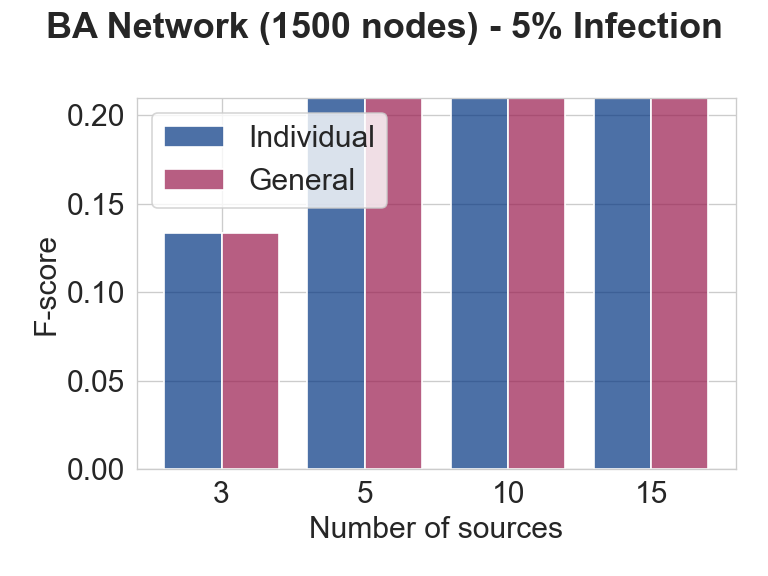 BA Network (1500 nodes) - 5% Infection
0.20
0.15
0.10
0.05
0.00
F-score
Individual
General
3 5 10 15
Number of sources